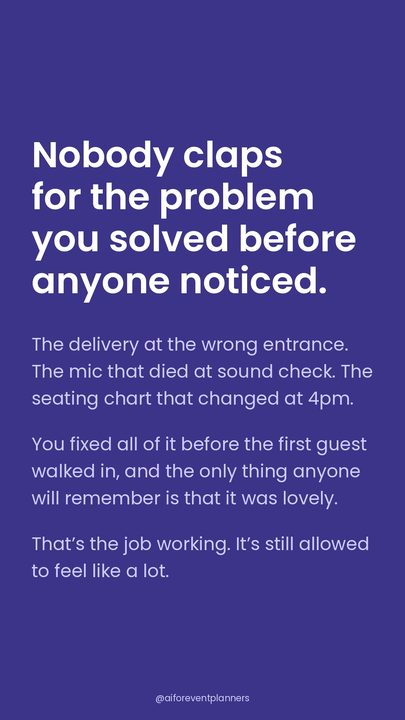 Nobody claps
for the problem
you solved before
anyone noticed.
The delivery at the wrong entrance.
The mic that died at sound check. The
seating chart that changed at 4pm.
You fixed all of it before the first guest
walked in, and the only thing anyone
will remember is that it was lovely.
That’s the job working. It’s still allowed
to feel like a lot.
@aiforeventplanners